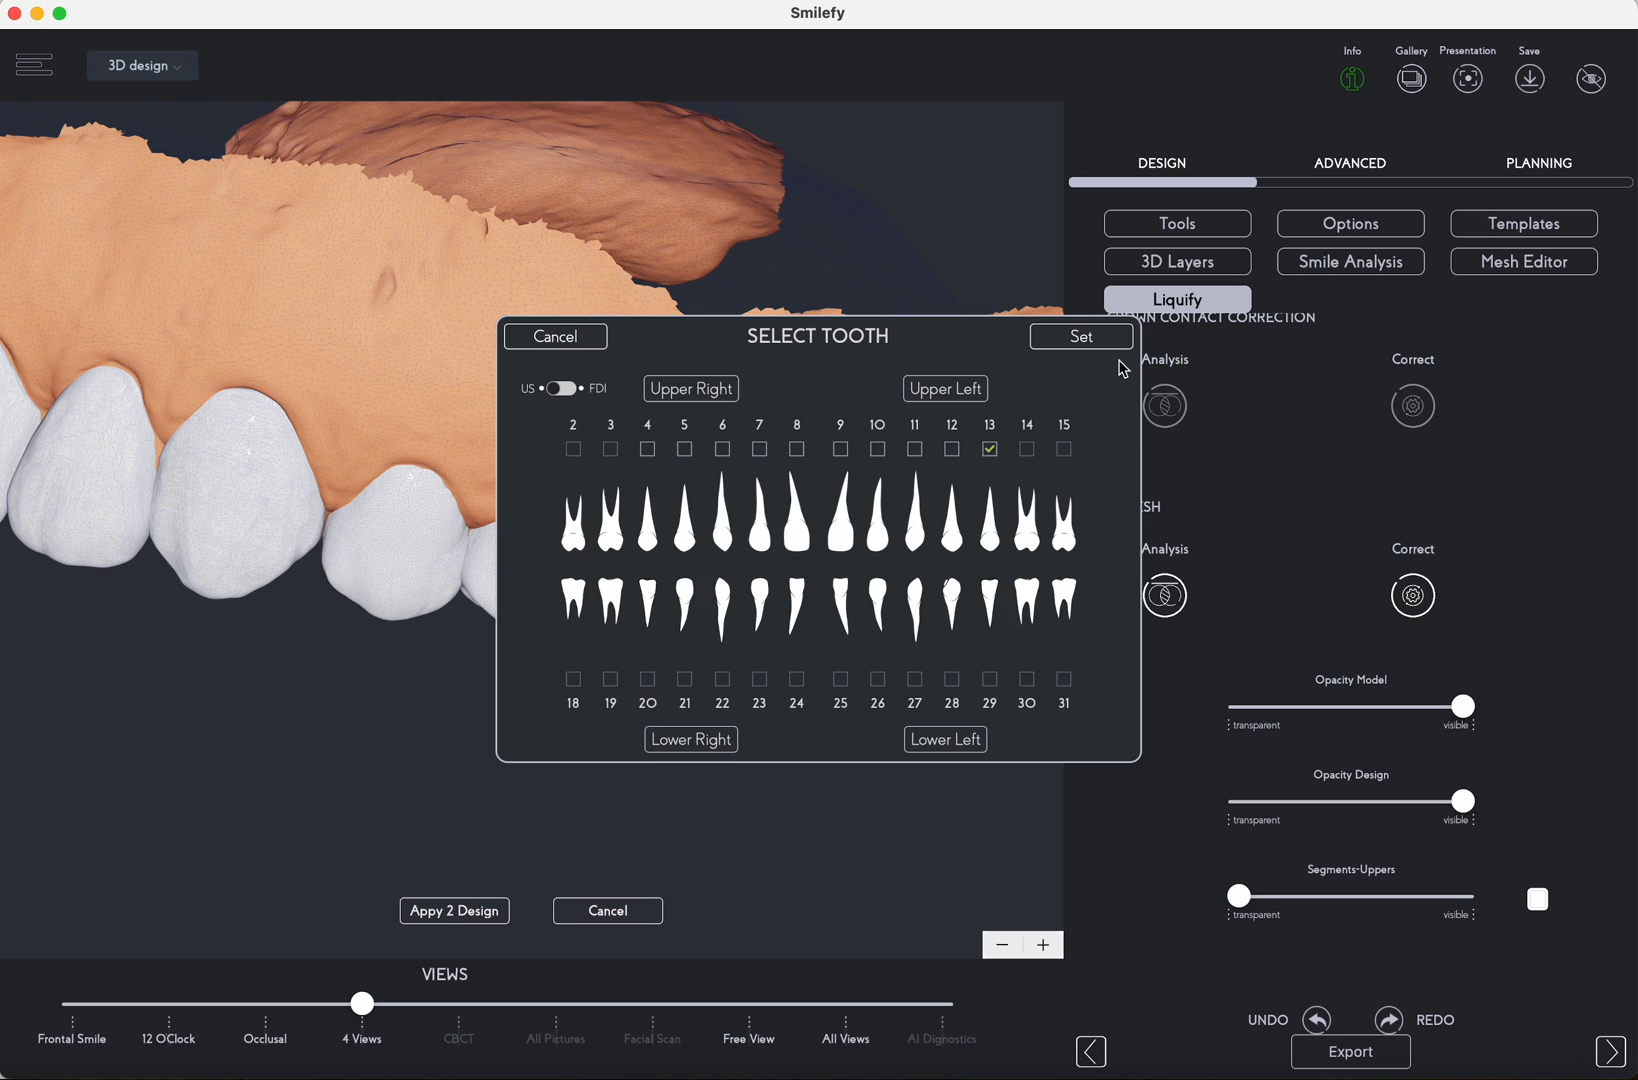 Smilefy
3D design
Info
Gallery
Presentation
Save
DESIGN
ADVANCED
PLANNING
Tools
Options
Templates
3D Layers
Smile Analysis
Mesh Editor
Liquify
CONTACT CORRECTION
Cancel
SELECT TOOTH
Set
Analysis
Correct
US
FDI
Upper Right
Upper Left
2 3 4 5 6 7 8 9 10 11 12 13 14 15
Analysis
Correct
18 19 20 21 22 23 24 25 26 27 28 29 30 31
Lower Right
Lower Left
Opacity Model
transparent
visible
Opacity Design
transparent
visible
Segments-Uppers
transparent
visible
Appy 2 Design
Cancel
− +
VIEWS
Frontal Smile
12 O'Clock
Occlusal
4 Views
CBCT
All Pictures
Facial Scan
Free View
All Views
AI Dignostics
UNDO
REDO
Export